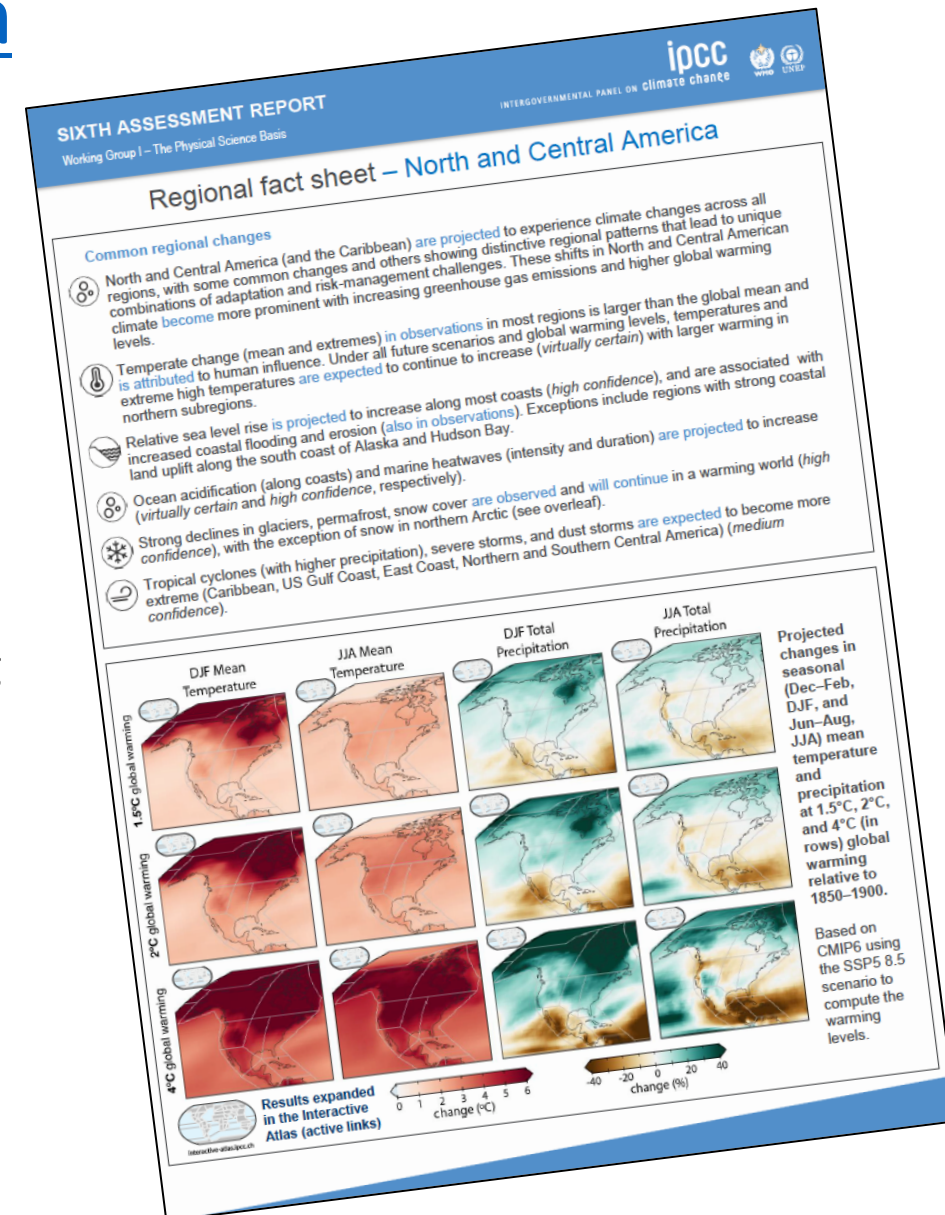 SIXTH ASSESSMENT REPORT
Working Group I – The Physical Science Basis
ipcc
INTERGOVERNMENTAL PANEL ON climate change
WMO
UNEP
Regional fact sheet – North and Central America
Common regional changes
North and Central America (and the Caribbean) are projected to experience climate changes across all
regions, with some common changes and others showing distinctive regional patterns that lead to unique
combinations of adaptation and risk-management challenges. These shifts in North and Central American
climate become more prominent with increasing greenhouse gas emissions and higher global warming
levels.
Temperate change (mean and extremes) in observations in most regions is larger than the global mean and
is attributed to human influence. Under all future scenarios and global warming levels, temperatures and
extreme high temperatures are expected to continue to increase (virtually certain) with larger warming in
northern subregions.
Relative sea level rise is projected to increase along most coasts (high confidence), and are associated with
increased coastal flooding and erosion (also in observations). Exceptions include regions with strong coastal
land uplift along the south coast of Alaska and Hudson Bay.
Ocean acidification (along coasts) and marine heatwaves (intensity and duration) are projected to increase
(virtually certain and high confidence, respectively).
Strong declines in glaciers, permafrost, snow cover are observed and will continue in a warming world (high
confidence), with the exception of snow in northern Arctic (see overleaf).
Tropical cyclones (with higher precipitation), severe storms, and dust storms are expected to become more
extreme (Caribbean, US Gulf Coast, East Coast, Northern and Southern Central America) (medium
confidence).
DJF Mean
Temperature
JJA Mean
Temperature
DJF Total
Precipitation
JJA Total
Precipitation
1.5ºC global warming
2ºC global warming
4ºC global warming
Projected
changes in
seasonal
(Dec–Feb,
DJF, and
Jun–Aug,
JJA) mean
temperature
and
precipitation
at 1.5°C, 2°C,
and 4°C (in
rows) global
warming
relative to
1850–1900.
Based on
CMIP6 using
the SSP5 8.5
scenario to
compute the
warming
levels.
Results expanded
in the Interactive
Atlas (active links)
interactive-atlas.ipcc.ch
0 1 2 3 4 5 6
change (ºC)
-40 -20 0 20 40
change (%)